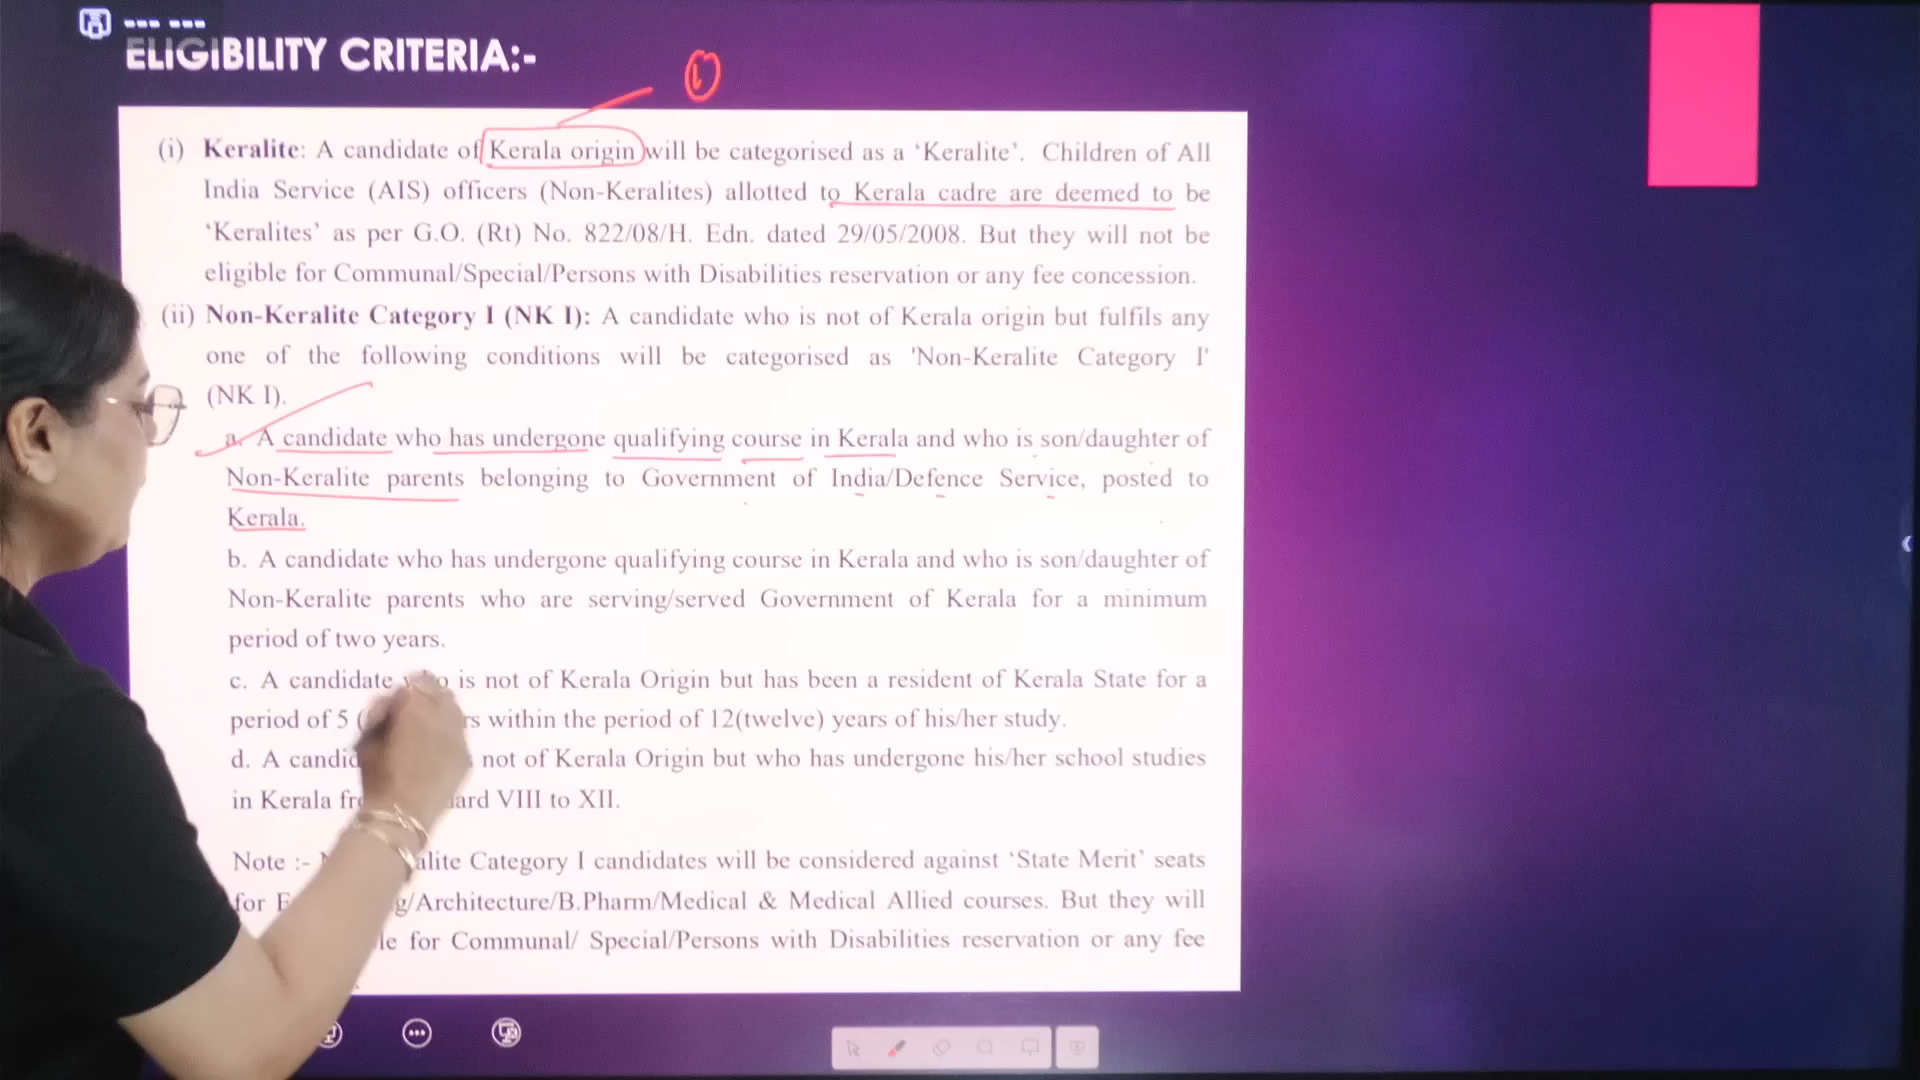 ELIGIBILITY CRITERIA:-
(i) Keralite: A candidate of Kerala origin will be categorised as a ‘Keralite’. Children of All
India Service (AIS) officers (Non-Keralites) allotted to Kerala cadre are deemed to be
‘Keralites’ as per G.O. (Rt) No. 822/08/H. Edn. dated 29/05/2008. But they will not be
eligible for Communal/Special/Persons with Disabilities reservation or any fee concession.
(ii) Non-Keralite Category I (NK I): A candidate who is not of Kerala origin but fulfils any
one of the following conditions will be categorised as 'Non-Keralite Category I'
(NK I).
a. A candidate who has undergone qualifying course in Kerala and who is son/daughter of
Non-Keralite parents belonging to Government of India/Defence Service, posted to
Kerala.
b. A candidate who has undergone qualifying course in Kerala and who is son/daughter of
Non-Keralite parents who are serving/served Government of Kerala for a minimum
period of two years.
c. A candidate who is not of Kerala Origin but has been a resident of Kerala State for a
period of 5 within the period of 12(twelve) years of his/her study.
d. A not of Kerala Origin but who has undergone his/her school studies
in Kerala VIII to XII.
Note :- Category I candidates will be considered against ‘State Merit’ seats
for /Architecture/B.Pharm/Medical & Medical Allied courses. But they will
for Communal/ Special/Persons with Disabilities reservation or any fee